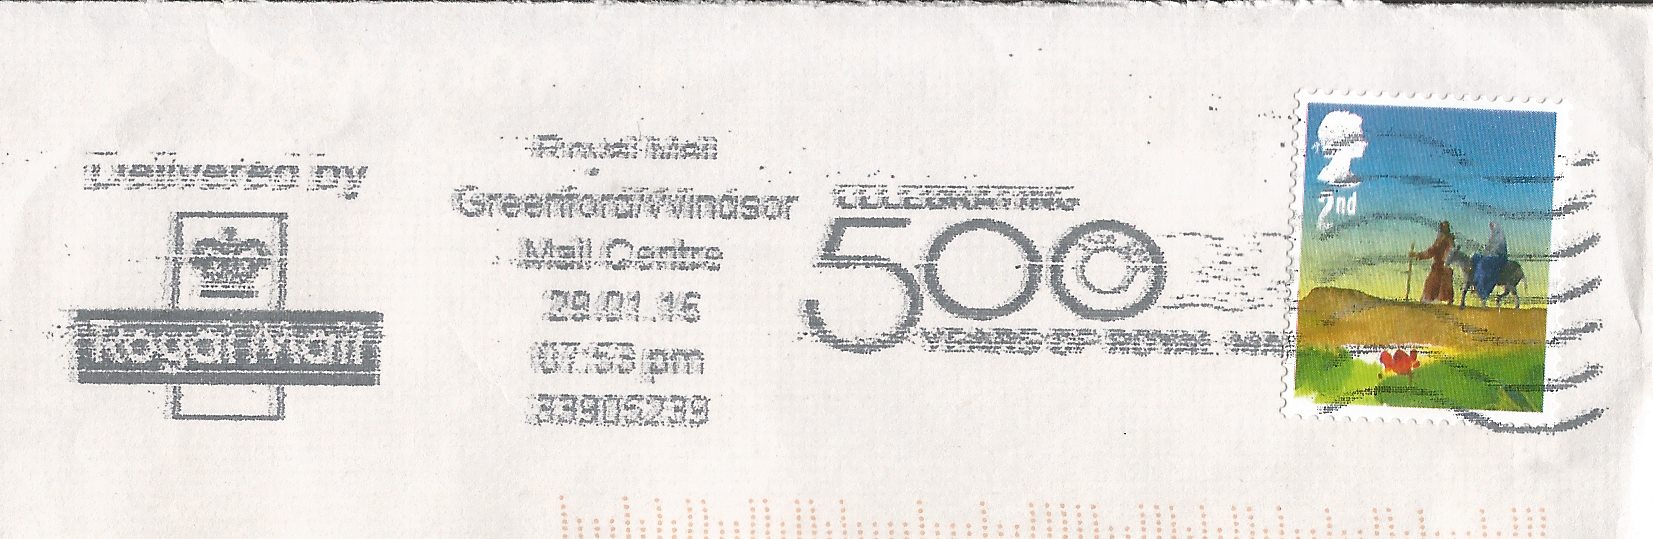 Delivered by
Royal Mail
Royal Mail
Greenford/Windsor
Mail Centre
29.01.16
07:53 pm
CELEBRATING
500
YEARS OF ROYAL MAIL
2nd